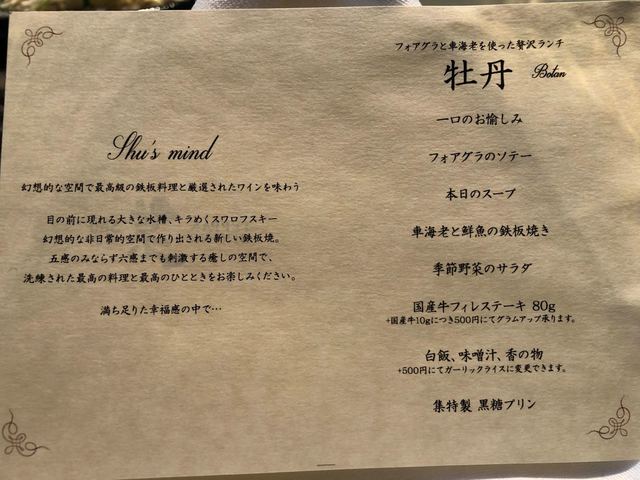 Shu's mind
幻想的な空間で最高級の鉄板料理と厳選されたワインを味わう
目の前に現れる大きな水槽、キラめくスワロフスキー
幻想的な非日常的空間で作り出される新しい鉄板焼。
五感のみならず六感までも刺激する癒しの空間で、
洗練された最高の料理と最高のひとときをお楽しみください。
満ち足りた幸福感の中で…
フォアグラと車海老を使った贅沢ランチ
牡丹 Botan
一口のお愉しみ
フォアグラのソテー
本日のスープ
車海老と鮮魚の鉄板焼き
季節野菜のサラダ
国産牛フィレステーキ 80g
+国産牛10gにつき500円にてグラムアップ承ります。
白飯、味噌汁、香の物
+500円にてガーリックライスに変更できます。
集特製 黒糖プリン